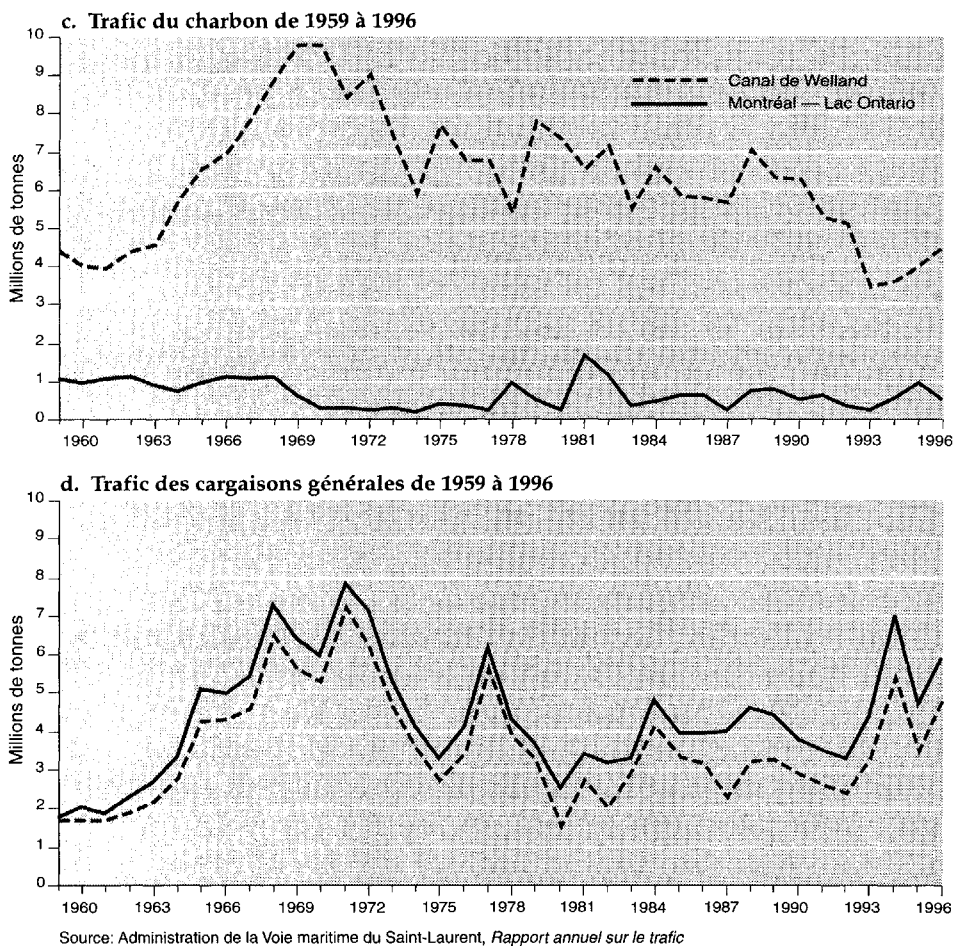 c. Trafic du charbon de 1959 à 1996
10
9
8
7
6
5
4
3
2
1
0
Millions de tonnes
Canal de Welland
Montréal — Lac Ontario
1960 1963 1966 1969 1972 1975 1978 1981 1984 1987 1990 1993 1996
d. Trafic des cargaisons générales de 1959 à 1996
10
9
8
7
6
5
4
3
2
1
0
Millions de tonnes
1960 1963 1966 1969 1972 1975 1978 1981 1984 1987 1990 1993 1996
Source: Administration de la Voie maritime du Saint-Laurent, Rapport annuel sur le trafic